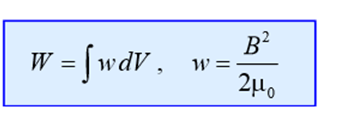 W = ∫ w dV , w = B² / 2μ₀